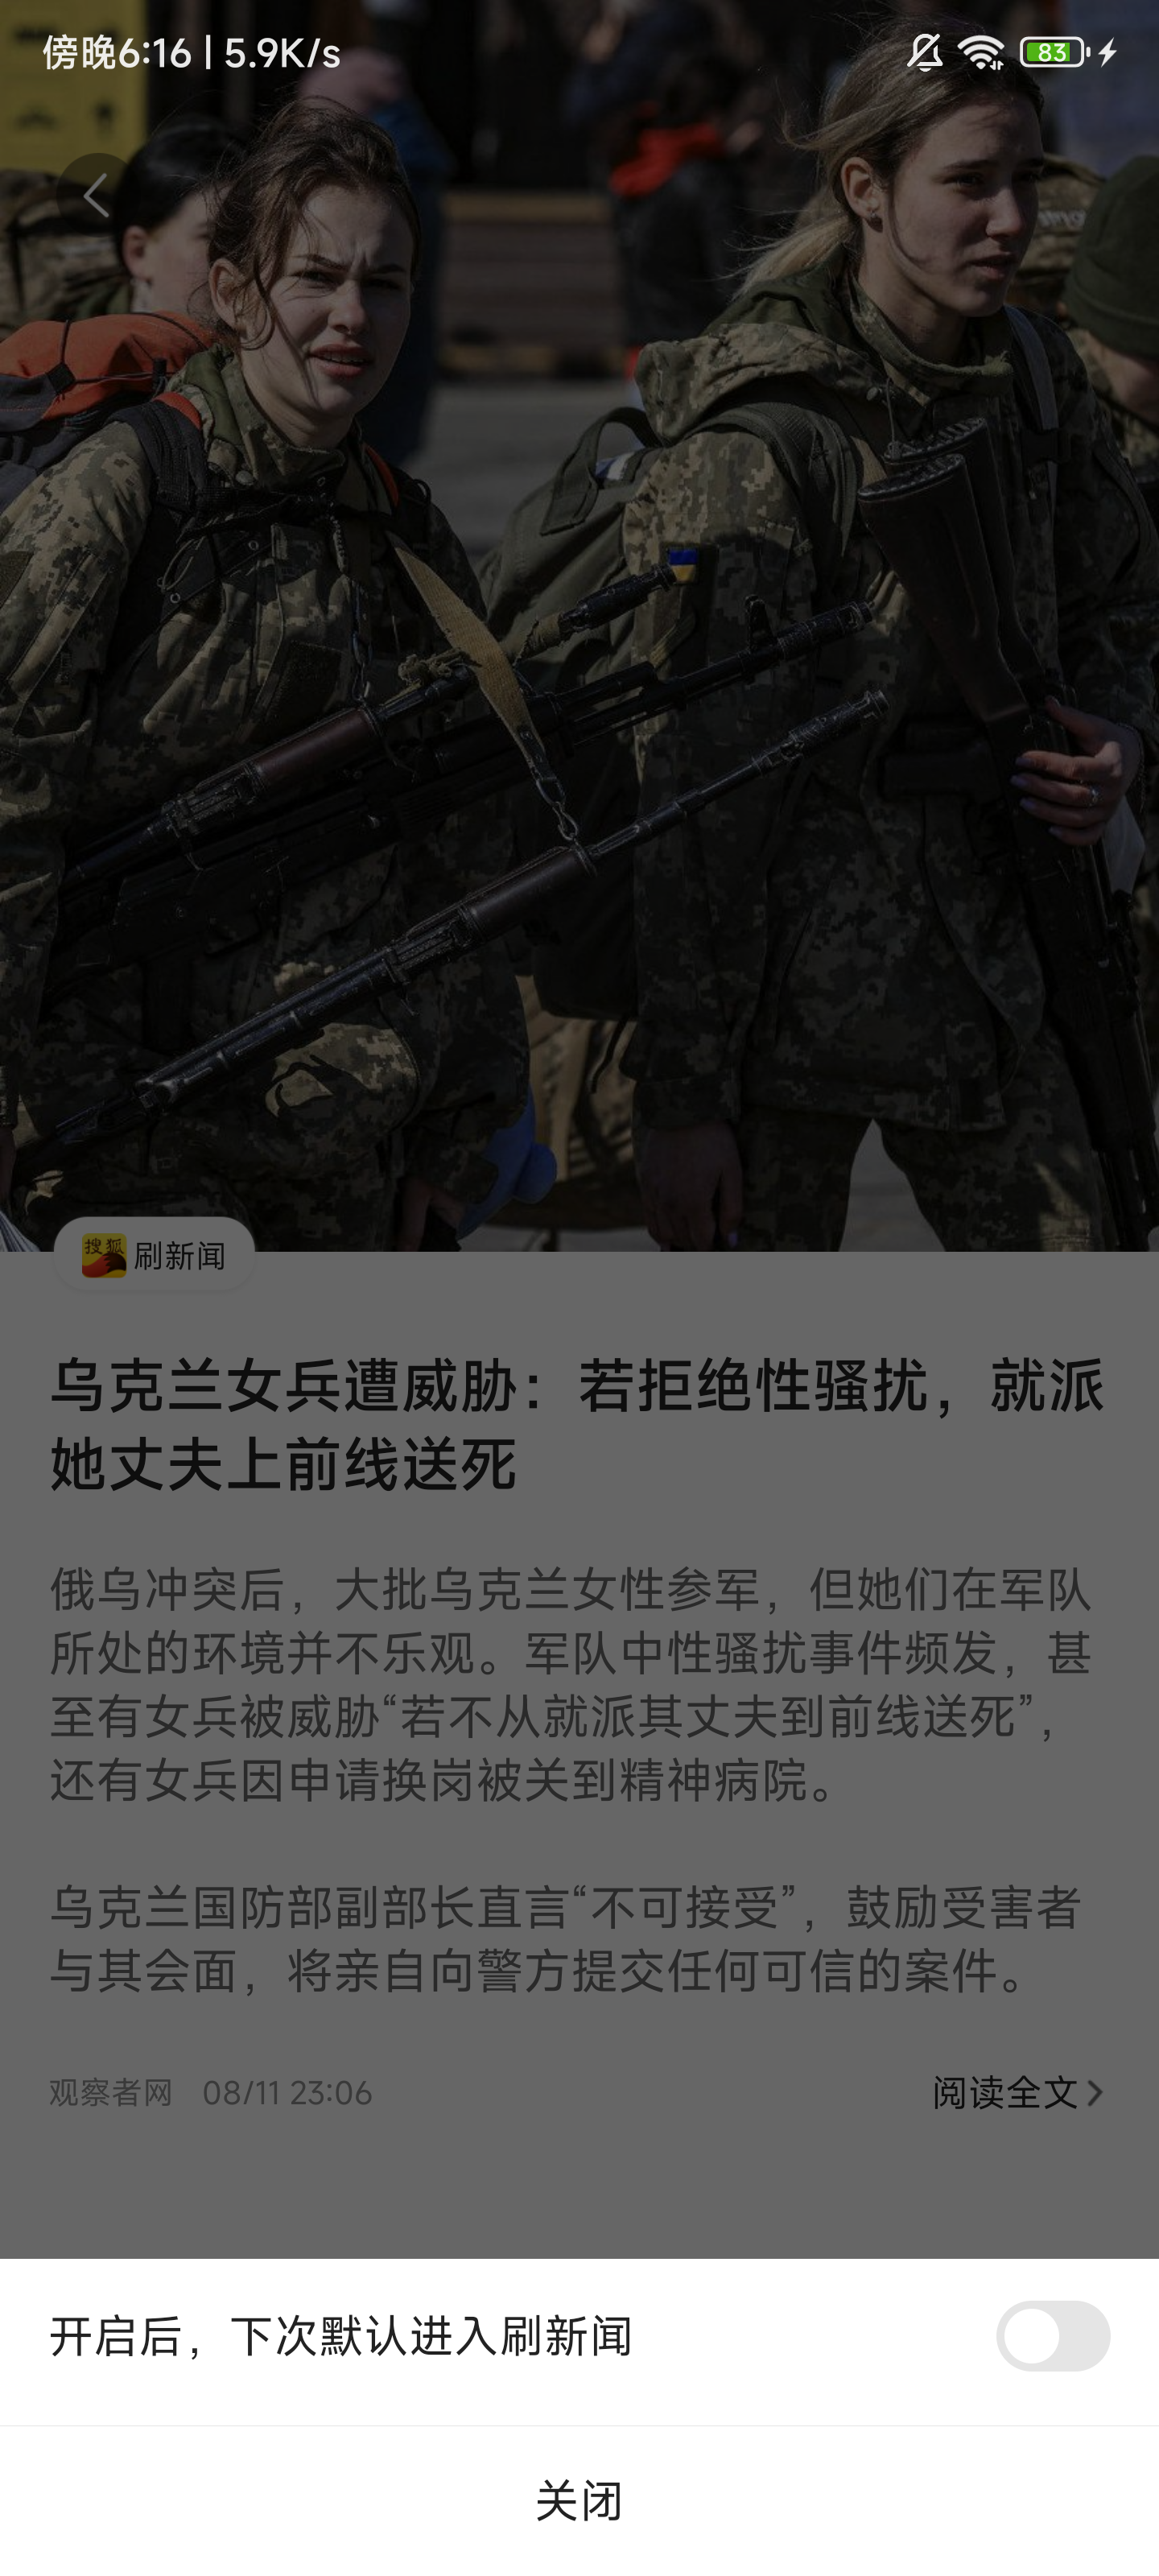 傍晚6:16 | 5.9K/s
83
搜狐 刷新闻
乌克兰女兵遭威胁：若拒绝性骚扰，就派
她丈夫上前线送死
俄乌冲突后，大批乌克兰女性参军，但她们在军队
所处的环境并不乐观。军队中性骚扰事件频发，甚
至有女兵被威胁“若不从就派其丈夫到前线送死”，
还有女兵因申请换岗被关到精神病院。
乌克兰国防部副部长直言“不可接受”，鼓励受害者
与其会面，将亲自向警方提交任何可信的案件。
观察者网 08/11 23:06
阅读全文
开启后，下次默认进入刷新闻
关闭